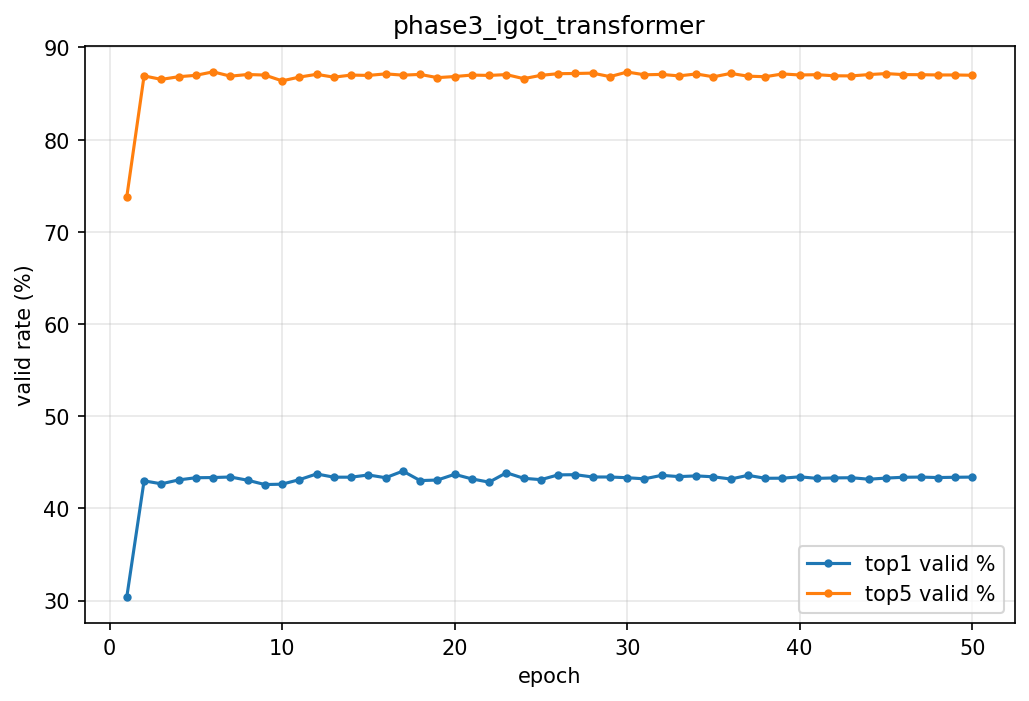 phase3_igot_transformer
90
80
70
60
50
40
30
valid rate (%)
0 10 20 30 40 50
epoch
top1 valid %
top5 valid %